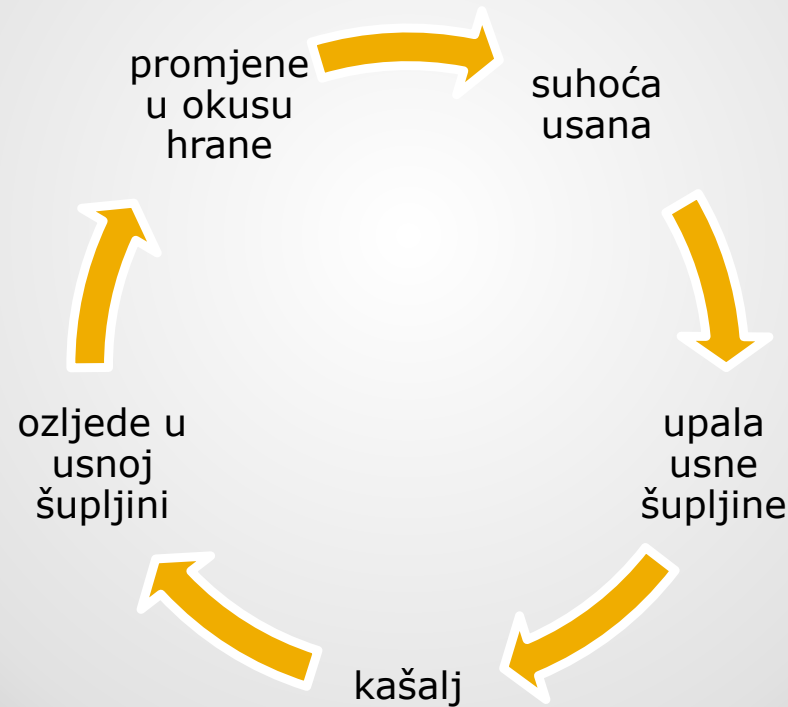 promjene
u okusu
hrane
suhoća
usana
upala
usne
šupljine
kašalj
ozljede u
usnoj
šupljini